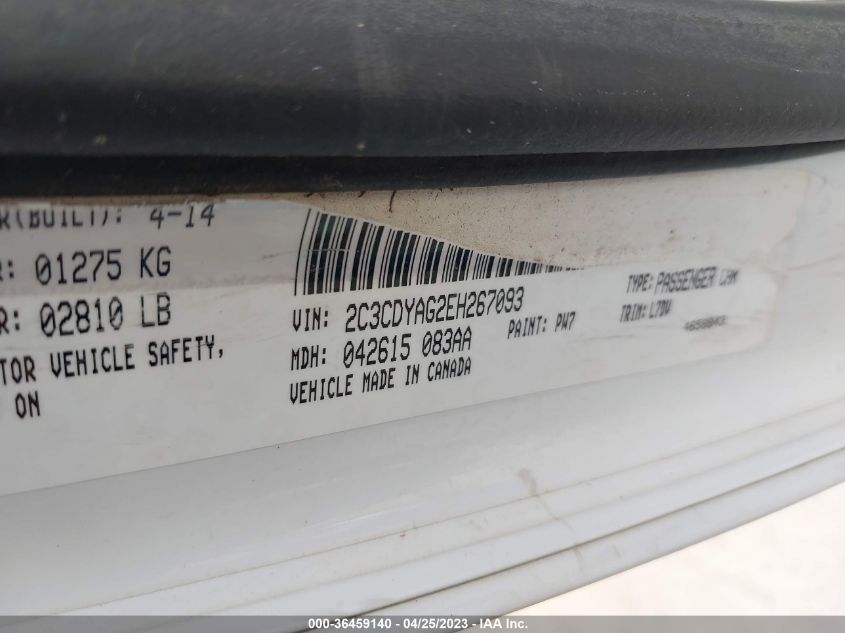 R(BUILT): 4-14
R: 01275 KG
R: 02810 LB
TOR VEHICLE SAFETY,
ON
VIN: 2C3CDYAG2EH267093
MDH: 042615 083AA
VEHICLE MADE IN CANADA
PAINT: PW7
TYPE: PASSENGER CAR
TRIM:
000-36459140 - 04/25/2023 - IAA Inc.